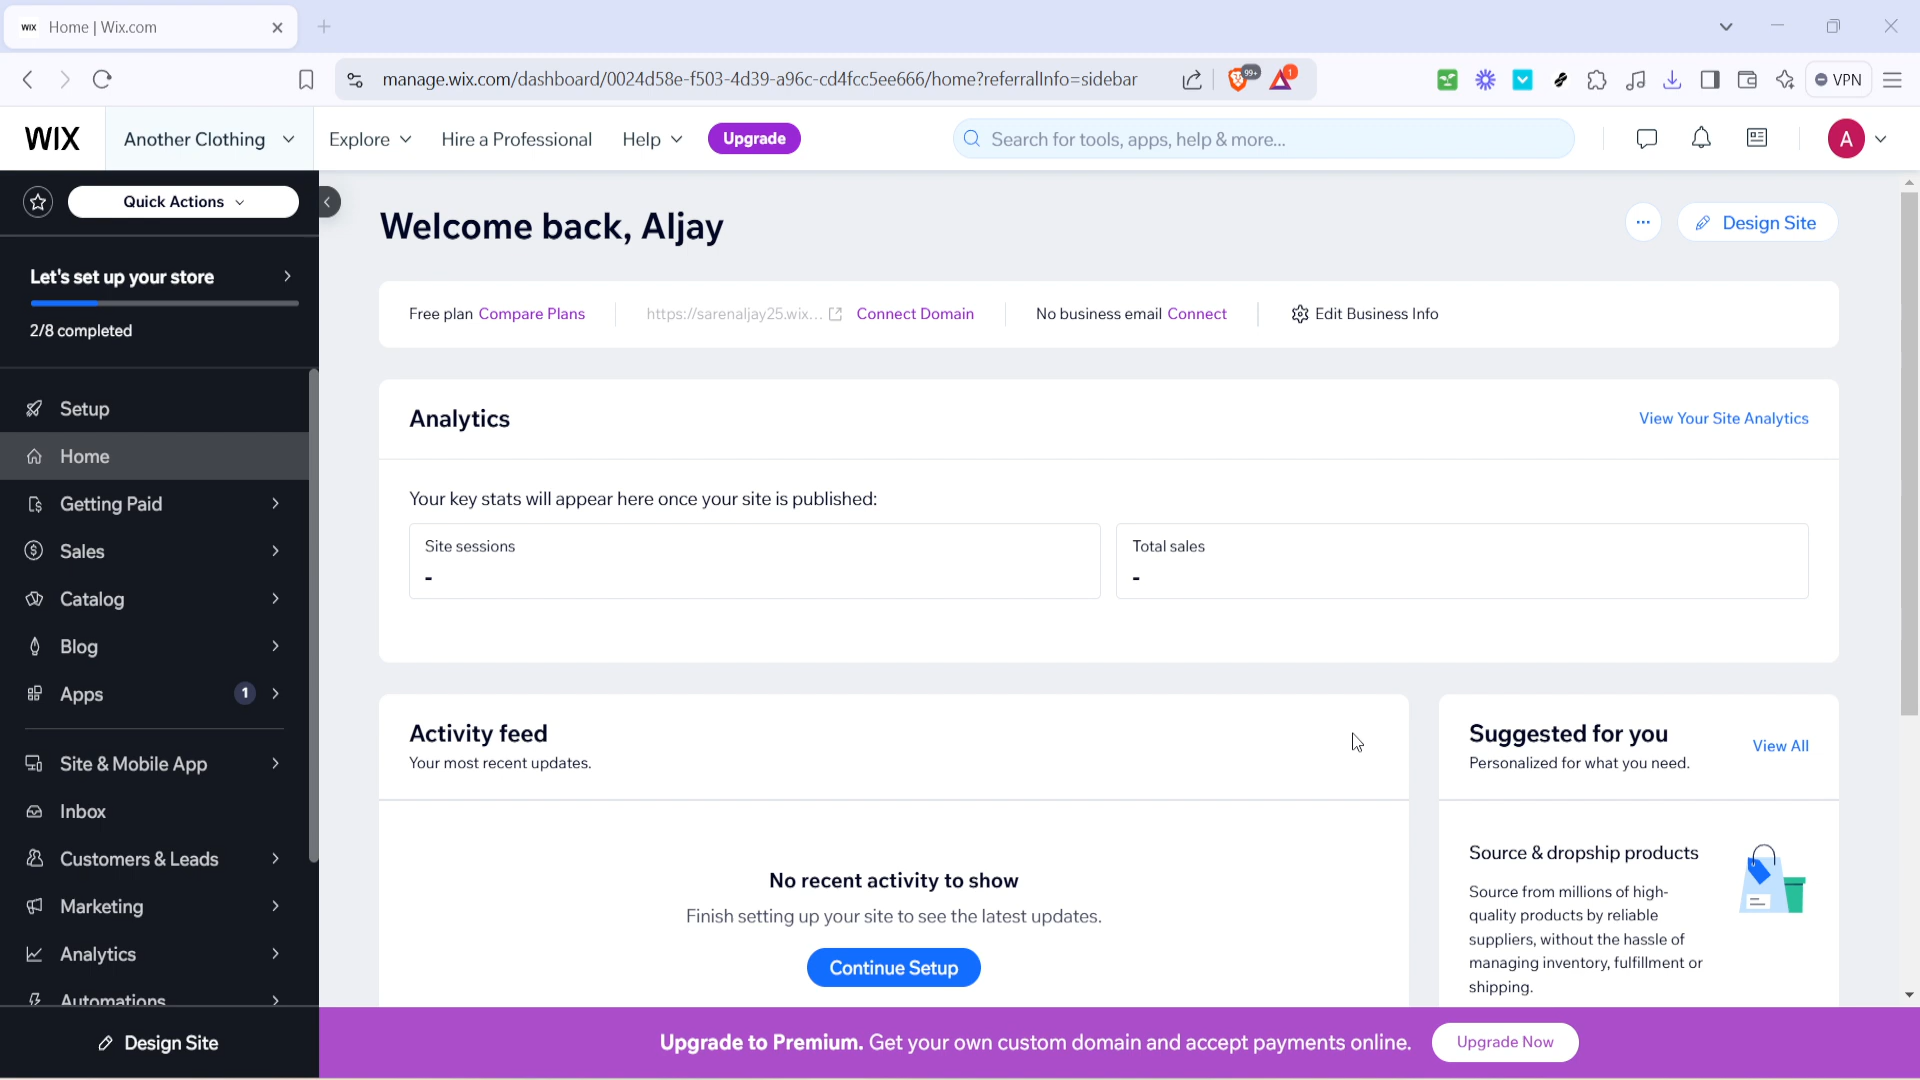 WIX Home | Wix.com
manage.wix.com/dashboard/0024d58e-f503-4d39-a96c-cd4fcc5ee666/home?referralInfo=sidebar 99+ 1 VPN
WIX Another Clothing Explore Hire a Professional Help Upgrade Search for tools, apps, help & more... A
Quick Actions
Let's set up your store
2/8 completed
Setup
Home
Getting Paid
Sales
Catalog
Blog
Apps 1
Site & Mobile App
Inbox
Customers & Leads
Marketing
Analytics
Automations
Design Site
Welcome back, Aljay
Design Site
Free plan Compare Plans https://sarenaljay25.wix... Connect Domain No business email Connect Edit Business Info
Analytics View Your Site Analytics
Your key stats will appear here once your site is published:
Site sessions
-
Total sales
-
Activity feed
Your most recent updates.
No recent activity to show
Finish setting up your site to see the latest updates.
Continue Setup
Suggested for you
Personalized for what you need.
View All
Source & dropship products
Source from millions of high-
quality products by reliable
suppliers, without the hassle of
managing inventory, fulfillment or
shipping.
Upgrade to Premium. Get your own custom domain and accept payments online. Upgrade Now